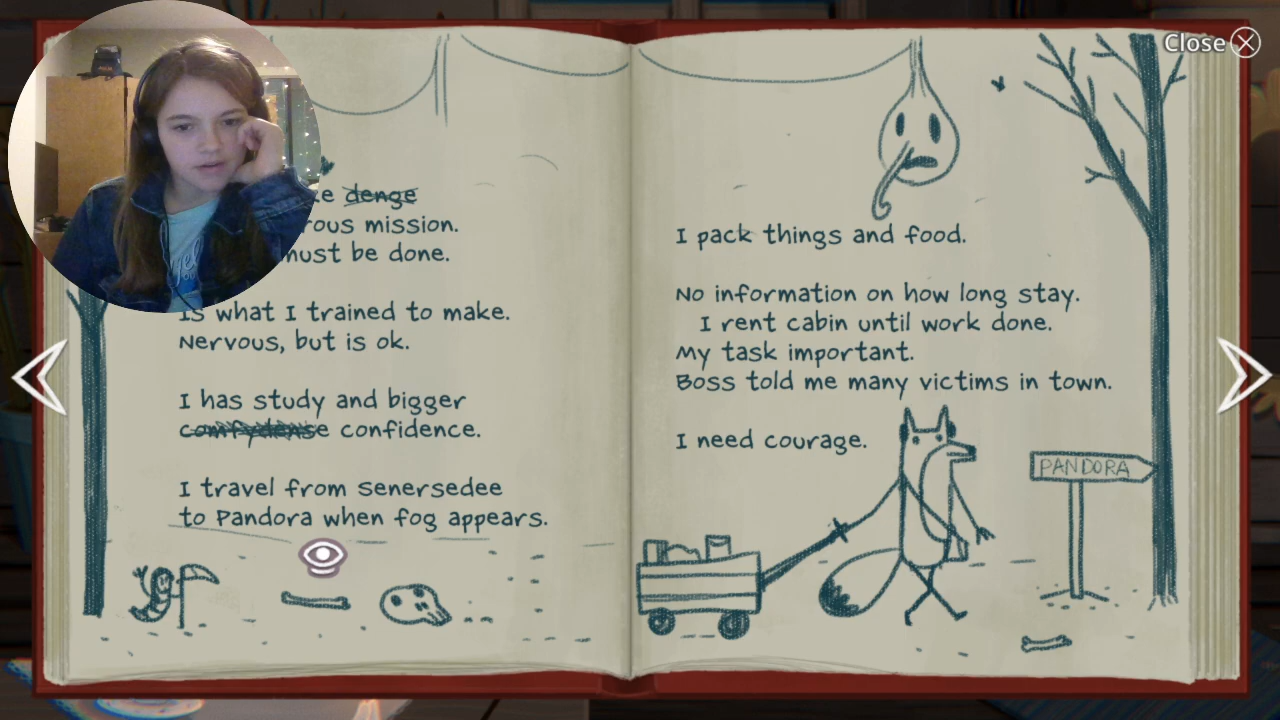 Close
denge
rous mission.
must be done.
Is what I trained to make.
Nervous, but is ok.
I has study and bigger
comfydense confidence.
I travel from Senersedee
to Pandora when fog appears.
I pack things and food.
No information on how long stay.
I rent cabin until work done.
My task important.
Boss told me many victims in town.
I need courage.
PANDORA